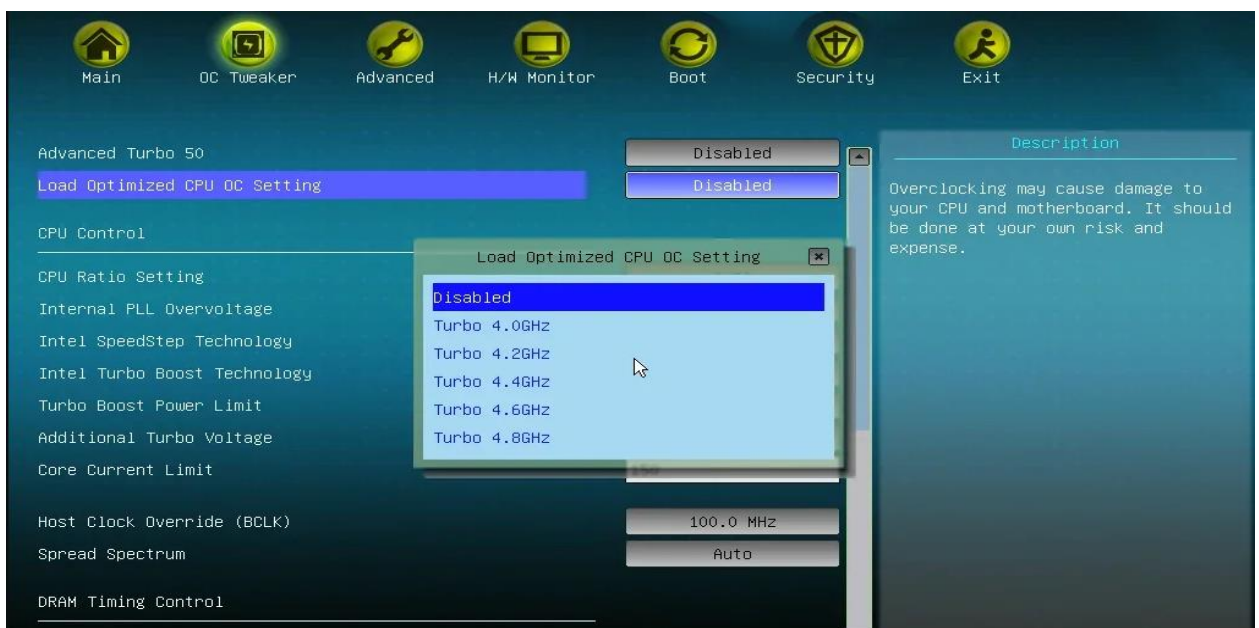 Main
OC Tweaker
Advanced
H/W Monitor
Boot
Security
Exit
Advanced Turbo 50
Disabled
Load Optimized CPU OC Setting
Disabled
CPU Control
CPU Ratio Setting
Internal PLL Overvoltage
Intel SpeedStep Technology
Intel Turbo Boost Technology
Turbo Boost Power Limit
Additional Turbo Voltage
Core Current Limit
150
Host Clock Override (BCLK)
100.0 MHz
Spread Spectrum
Auto
DRAM Timing Control
Load Optimized CPU OC Setting
Disabled
Turbo 4.0GHz
Turbo 4.2GHz
Turbo 4.4GHz
Turbo 4.6GHz
Turbo 4.8GHz
Description
Overclocking may cause damage to
your CPU and motherboard. It should
be done at your own risk and
expense.